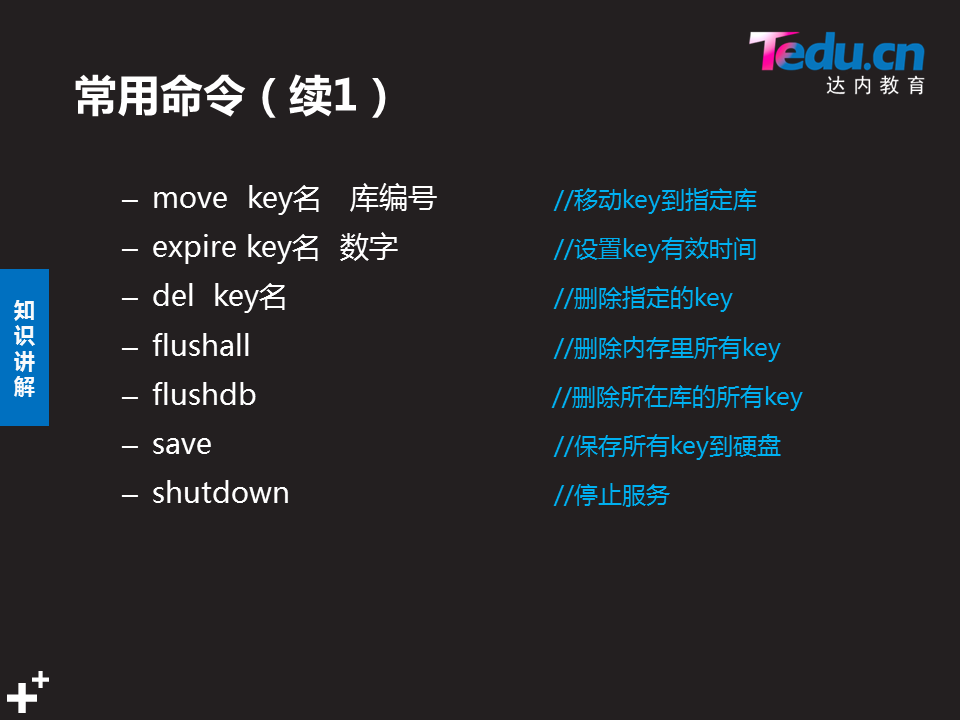 Tedu.cn
达内教育
常用命令（续1）
– move key名 库编号 //移动key到指定库
– expire key名 数字 //设置key有效时间
– del key名 //删除指定的key
– flushall //删除内存里所有key
– flushdb //删除所在库的所有key
– save //保存所有key到硬盘
– shutdown //停止服务
知识讲解